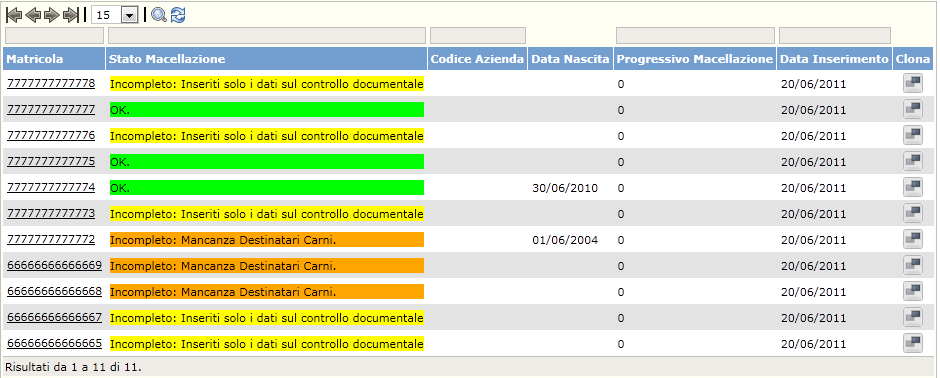 15
Matricola Stato Macellazione Codice Azienda Data Nascita Progressivo Macellazione Data Inserimento Clona
7777777777778 Incompleto: Inseriti solo i dati sul controllo documentale 0 20/06/2011
7777777777777 OK. 0 20/06/2011
7777777777776 Incompleto: Inseriti solo i dati sul controllo documentale 0 20/06/2011
7777777777775 OK. 0 20/06/2011
7777777777774 OK. 30/06/2010 0 20/06/2011
7777777777773 Incompleto: Inseriti solo i dati sul controllo documentale 0 20/06/2011
7777777777772 Incompleto: Mancanza Destinatari Carni. 01/06/2004 0 20/06/2011
66666666666669 Incompleto: Mancanza Destinatari Carni. 0 20/06/2011
66666666666668 Incompleto: Mancanza Destinatari Carni. 0 20/06/2011
66666666666667 Incompleto: Inseriti solo i dati sul controllo documentale 0 20/06/2011
66666666666665 Incompleto: Inseriti solo i dati sul controllo documentale 0 20/06/2011
Risultati da 1 a 11 di 11.